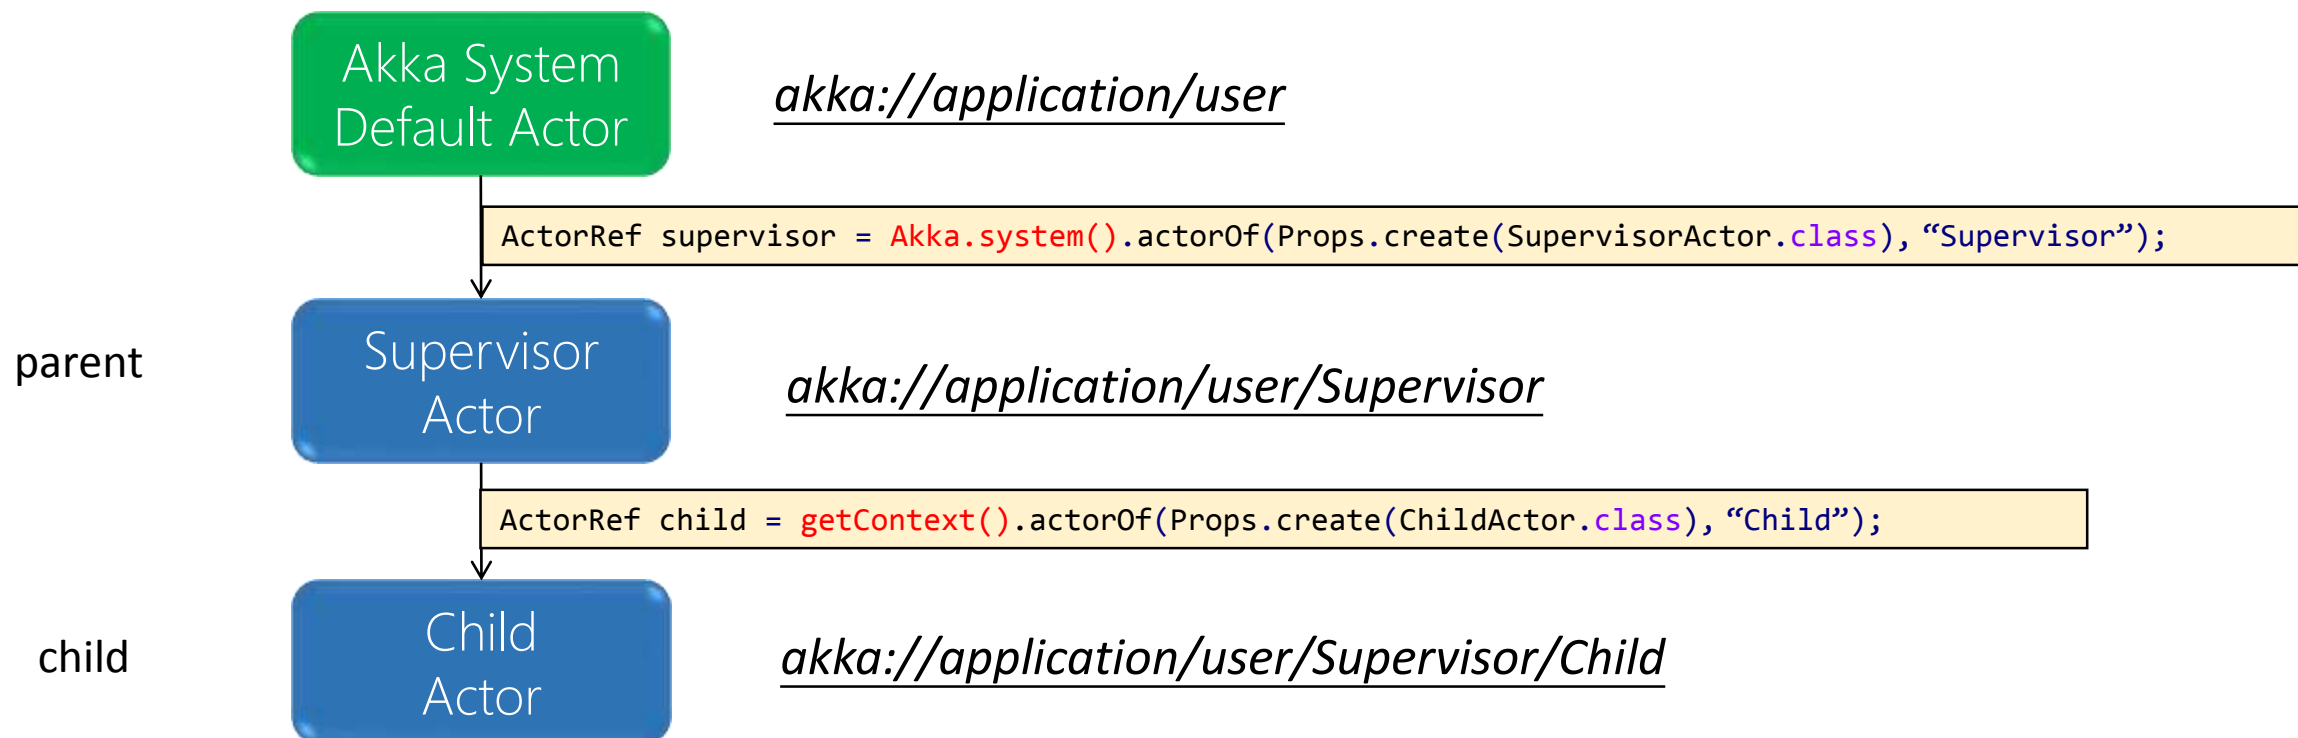 Akka System
Default Actor
akka://application/user
ActorRef supervisor = Akka.system().actorOf(Props.create(SupervisorActor.class), “Supervisor”);
parent
Supervisor
Actor
akka://application/user/Supervisor
ActorRef child = getContext().actorOf(Props.create(ChildActor.class), “Child”);
child
Child
Actor
akka://application/user/Supervisor/Child